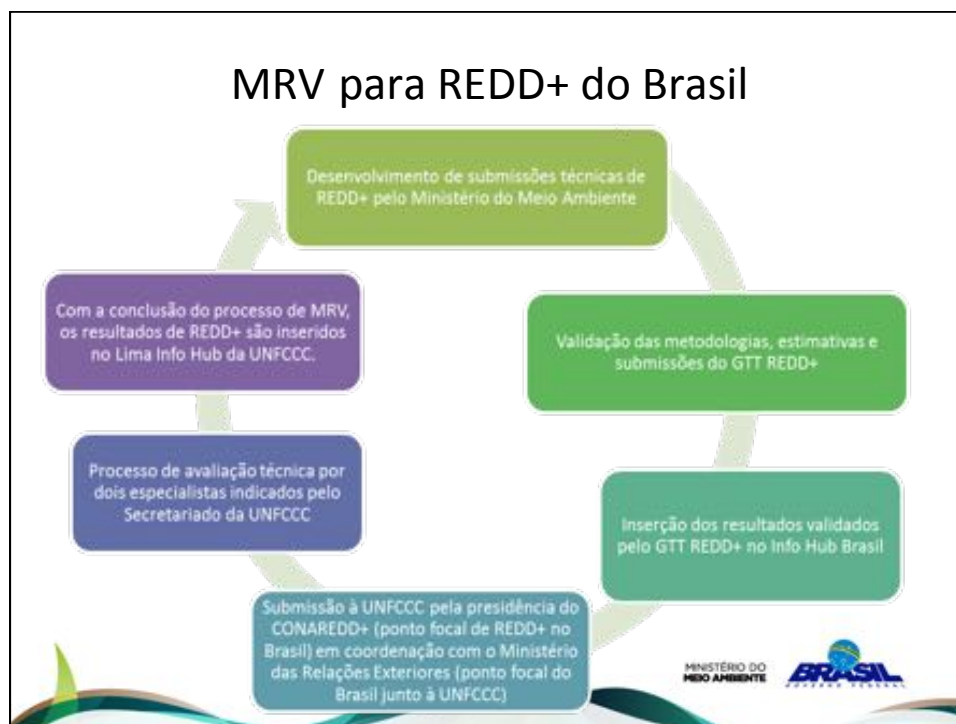 MRV para REDD+ do Brasil
Desenvolvimento de submissões técnicas de
REDD+ pelo Ministério do Meio Ambiente
Validação das metodologias, estimativas e
submissões do GTT REDD+
Inserção dos resultados validados
pelo GTT REDD+ no Info Hub Brasil
Submissão à UNFCCC pela presidência do
CONAREDD+ (ponto focal de REDD+ no
Brasil) em coordenação com o Ministério
das Relações Exteriores (ponto focal do
Brasil junto à UNFCCC)
Processo de avaliação técnica por
dois especialistas indicados pelo
Secretariado da UNFCCC
Com a conclusão do processo de MRV,
os resultados de REDD+ são inseridos
no Lima Info Hub da UNFCCC.
MINISTÉRIO DO
MEIO AMBIENTE
BRASIL
GOVERNO FEDERAL